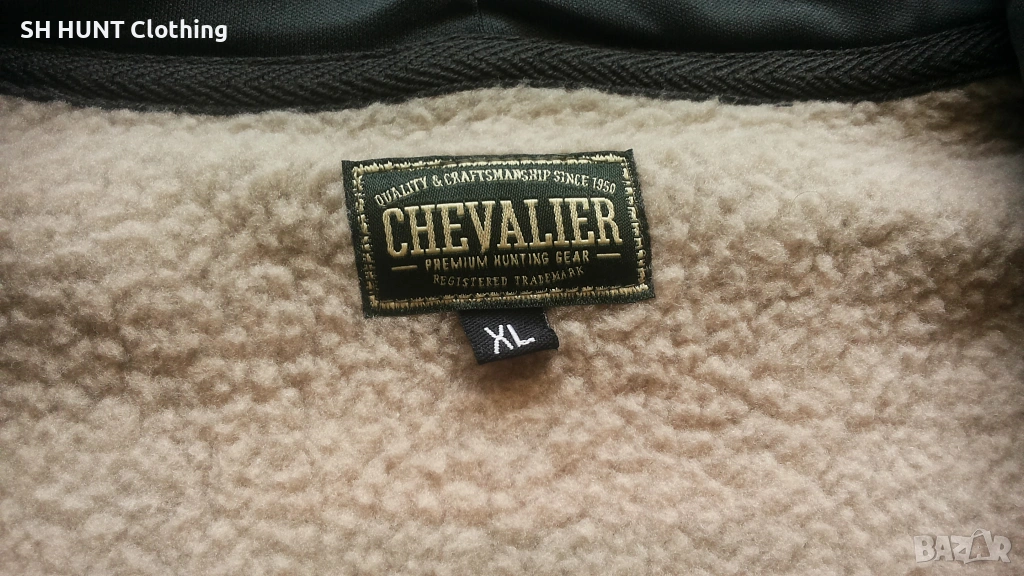 SH HUNT Clothing
QUALITY & CRAFTSMANSHIP SINCE 1950
CHEVALIER
PREMIUM HUNTING GEAR
REGISTERED TRADEMARK
XL
BAZAR